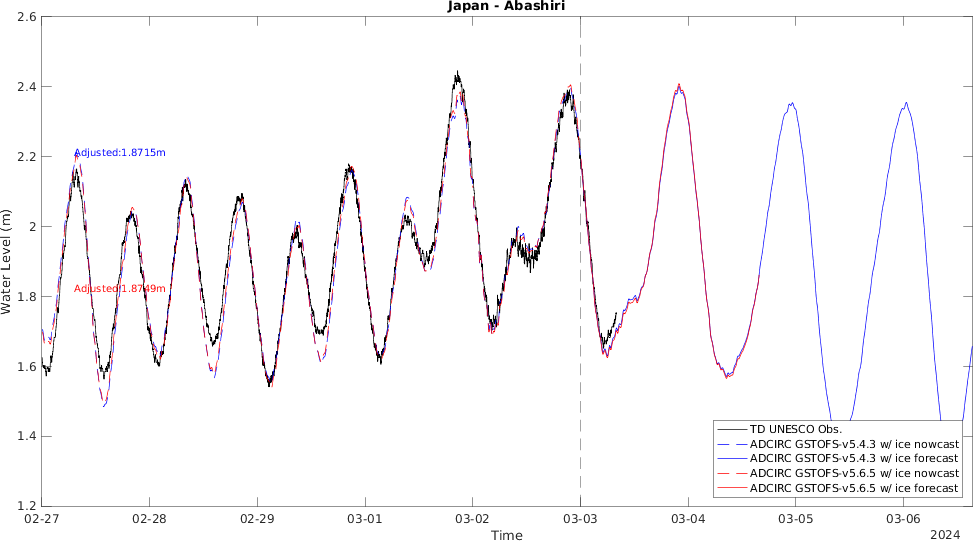 Japan - Abashiri
2.6
2.4
2.2
2
1.8
1.6
1.4
1.2
Water Level (m)
Adjusted:1.8715m
Adjusted:1.8749m
TD UNESCO Obs.
ADCIRC GSTOFS-v5.4.3 w/ ice nowcast
ADCIRC GSTOFS-v5.4.3 w/ ice forecast
ADCIRC GSTOFS-v5.6.5 w/ ice nowcast
ADCIRC GSTOFS-v5.6.5 w/ ice forecast
02-27 02-28 02-29 03-01 03-02 03-03 03-04 03-05 03-06
Time
2024